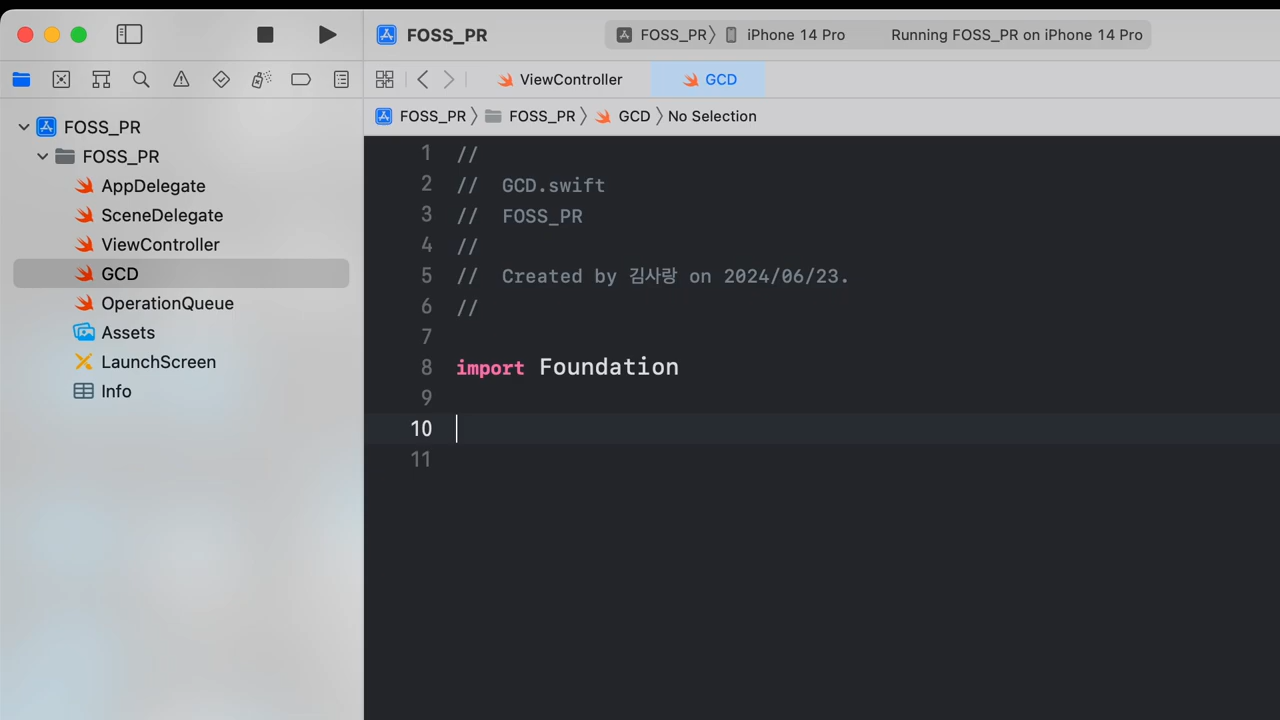 FOSS_PR
FOSS_PR iPhone 14 Pro Running FOSS_PR on iPhone 14 Pro
ViewController GCD
FOSS_PR FOSS_PR GCD No Selection
FOSS_PR
FOSS_PR
AppDelegate
SceneDelegate
ViewController
GCD
OperationQueue
Assets
LaunchScreen
Info
1 //
2 // GCD.swift
3 // FOSS_PR
4 //
5 // Created by 김사랑 on 2024/06/23.
6 //
7
8 import Foundation
9
10
11